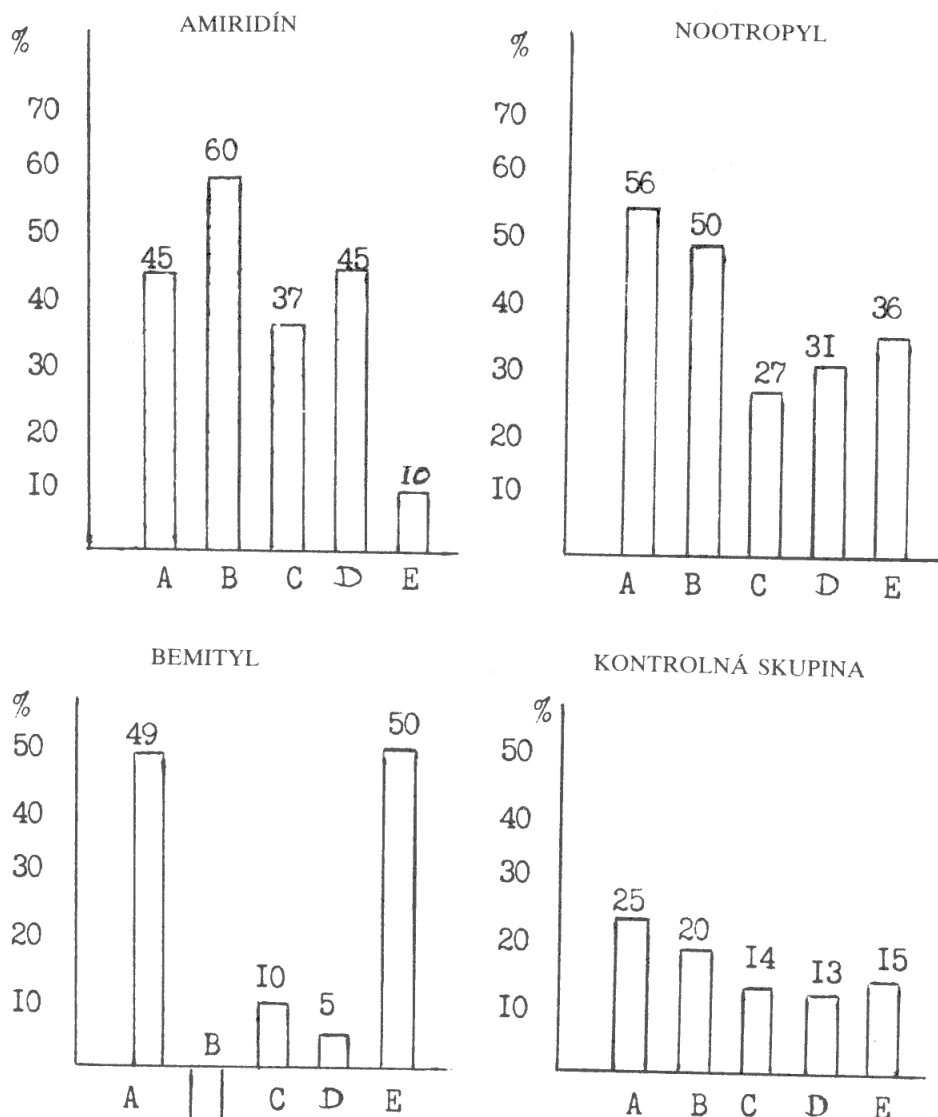 AMIRIDÍN
%
70
60
50
40
30
20
I0
45
60
37
45
I0
A B C D E
NOOTROPYL
%
70
60
50
40
30
20
I0
56
50
27
3I
36
A B C D E
BEMITYL
%
50
40
30
20
I0
49
I0
5
50
A B C D E
KONTROLNÁ SKUPINA
%
50
40
30
20
I0
25
20
I4
I3
I5
A B C D E